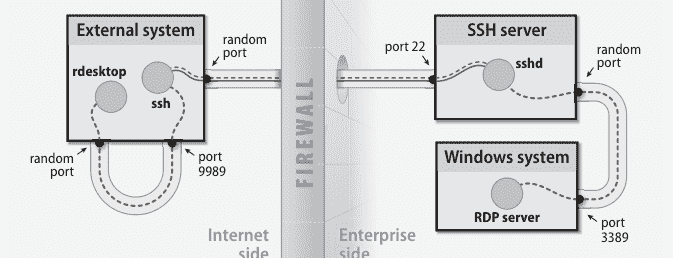 External system
rdesktop
ssh
random
port
random
port
port
9989
FIREWALL
Internet
side
Enterprise
side
port 22
SSH server
sshd
random
port
Windows system
RDP server
port
3389